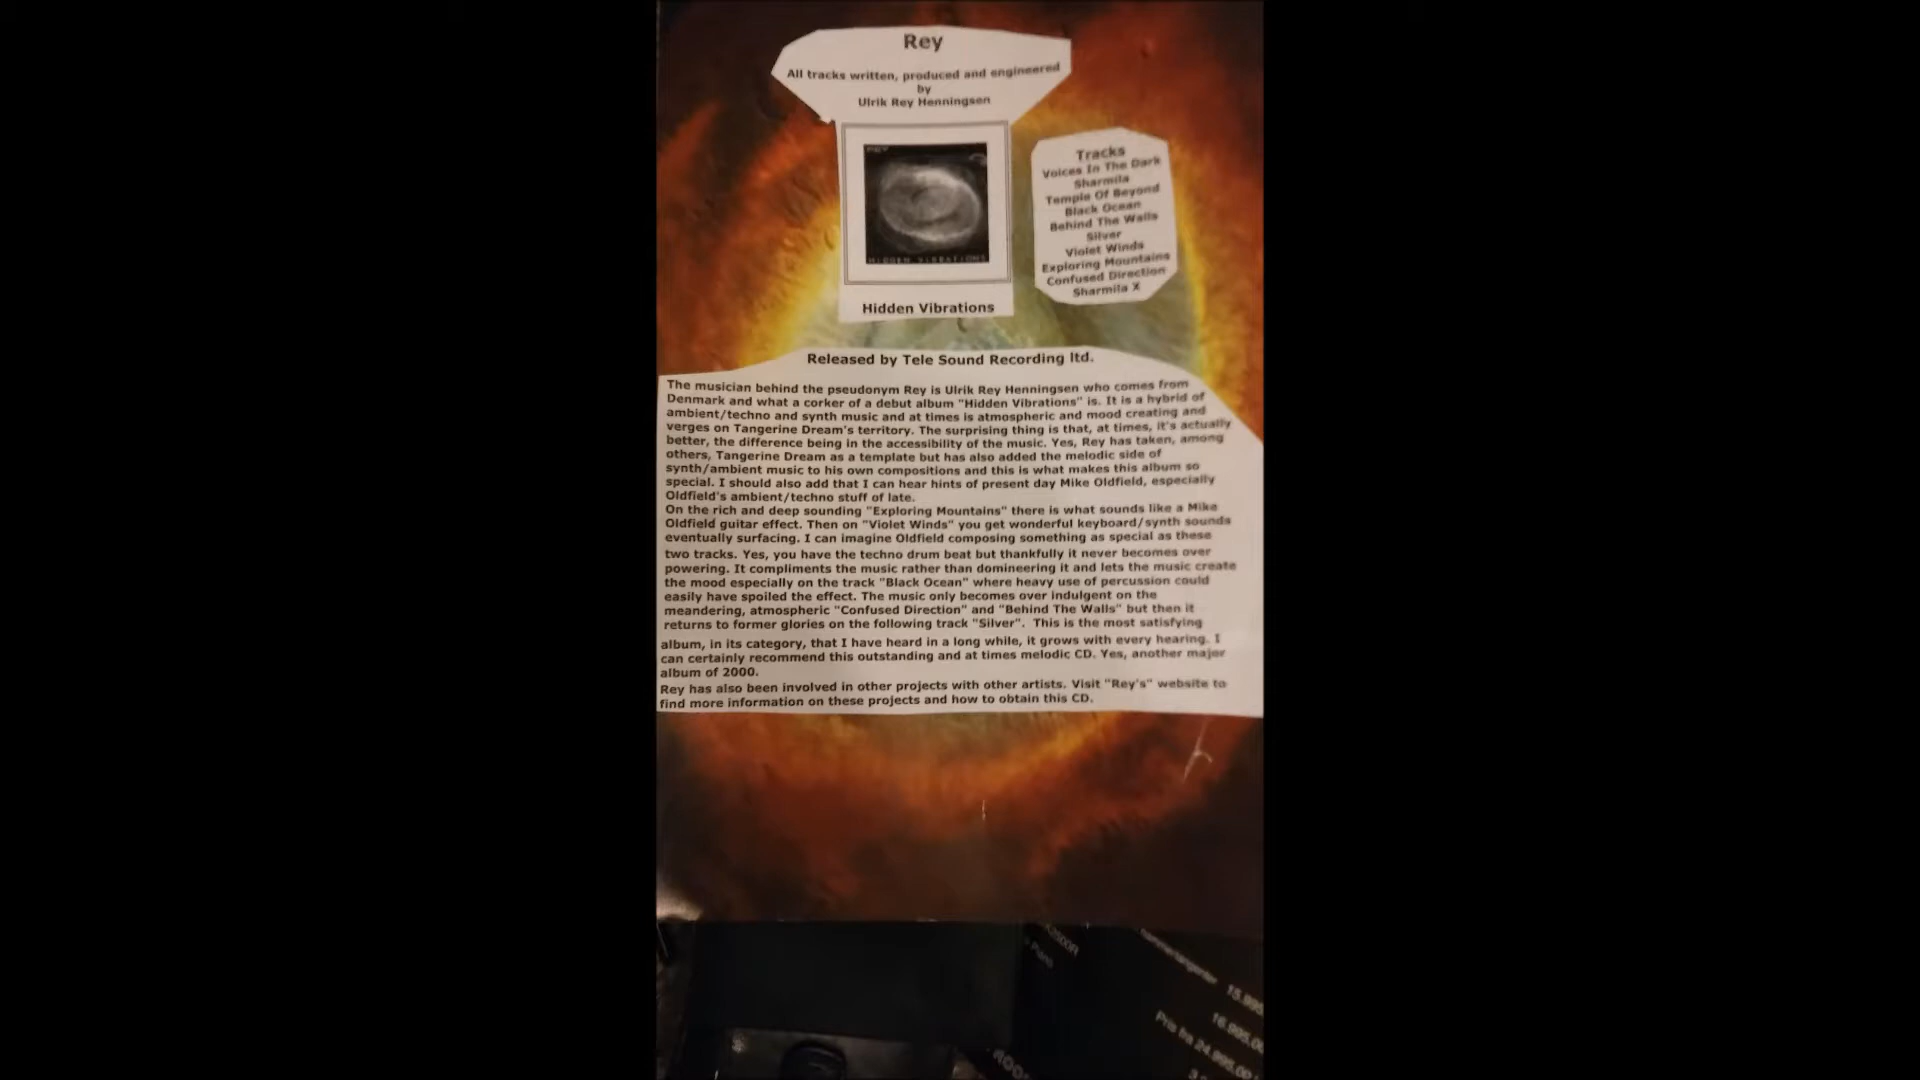 Rey
All tracks written, produced and engineered
by
Ulrik Rey Henningsen
REY
HIDDEN VIBRATIONS
Hidden Vibrations
Tracks
Voices In The Dark
Sharmila
Temple Of Beyond
Black Ocean
Behind The Walls
Silver
Violet Winds
Exploring Mountains
Confused Direction
Sharmila X
Released by Tele Sound Recording ltd.
The musician behind the pseudonym Rey is Ulrik Rey Henningsen who comes from
Denmark and what a corker of a debut album "Hidden Vibrations" is. It is a hybrid of
ambient/techno and synth music and at times is atmospheric and mood creating and
verges on Tangerine Dream's territory. The surprising thing is that, at times, it's actually
better, the difference being in the accessibility of the music. Yes, Rey has taken, among
others, Tangerine Dream as a template but has also added the melodic side of
synth/ambient music to his own compositions and this is what makes this album so
special. I should also add that I can hear hints of present day Mike Oldfield, especially
Oldfield's ambient/techno stuff of late.
On the rich and deep sounding "Exploring Mountains" there is what sounds like a Mike
Oldfield guitar effect. Then on "Violet Winds" you get wonderful keyboard/synth sounds
eventually surfacing. I can imagine Oldfield composing something as special as these
two tracks. Yes, you have the techno drum beat but thankfully it never becomes over
powering. It compliments the music rather than domineering it and lets the music create
the mood especially on the track "Black Ocean" where heavy use of percussion could
easily have spoiled the effect. The music only becomes over indulgent on the
meandering, atmospheric "Confused Direction" and "Behind The Walls" but then it
returns to former glories on the following track "Silver". This is the most satisfying
album, in its category, that I have heard in a long while, it grows with every hearing. I
can certainly recommend this outstanding and at times melodic CD. Yes, another major
album of 2000.
Rey has also been involved in other projects with other artists. Visit "Rey's" website to
find more information on these projects and how to obtain this CD.
Piano
hammertangenter
15.995
16.995,00
Pris fra 24.995,00